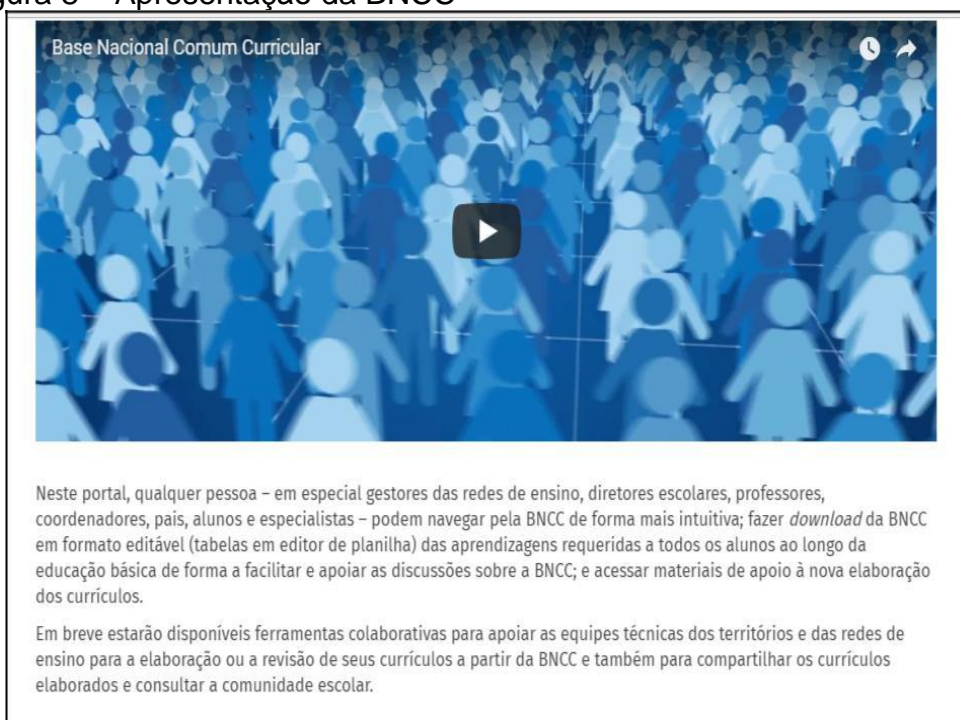 Apresentação da BNCC
Base Nacional Comum Curricular
Neste portal, qualquer pessoa – em especial gestores das redes de ensino, diretores escolares, professores,
coordenadores, pais, alunos e especialistas – podem navegar pela BNCC de forma mais intuitiva; fazer download da BNCC
em formato editável (tabelas em editor de planilha) das aprendizagens requeridas a todos os alunos ao longo da
educação básica de forma a facilitar e apoiar as discussões sobre a BNCC; e acessar materiais de apoio à nova elaboração
dos currículos.
Em breve estarão disponíveis ferramentas colaborativas para apoiar as equipes técnicas dos territórios e das redes de
ensino para a elaboração ou a revisão de seus currículos a partir da BNCC e também para compartilhar os currículos
elaborados e consultar a comunidade escolar.